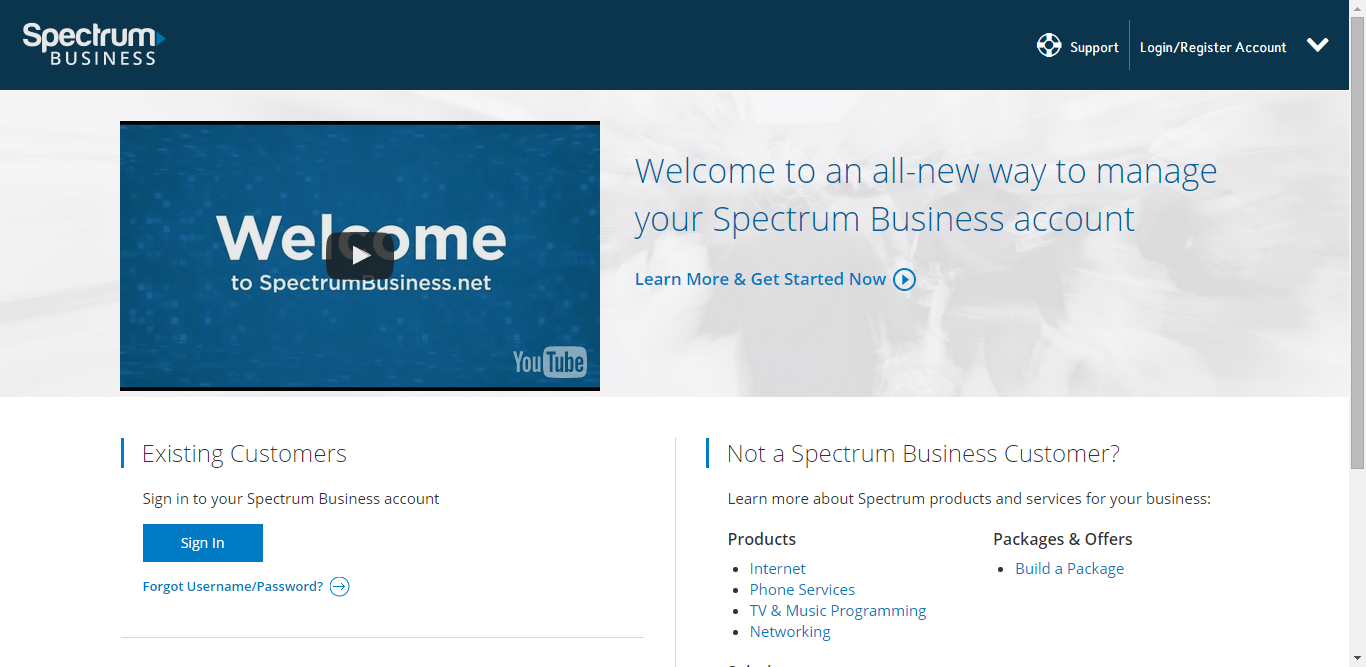 Spectrum
BUSINESS
Support
Login/Register Account
Welcome
to SpectrumBusiness.net
YouTube
Welcome to an all-new way to manage
your Spectrum Business account
Learn More & Get Started Now
Existing Customers
Sign in to your Spectrum Business account
Sign In
Forgot Username/Password?
Not a Spectrum Business Customer?
Learn more about Spectrum products and services for your business:
Products
Internet
Phone Services
TV & Music Programming
Networking
Packages & Offers
Build a Package